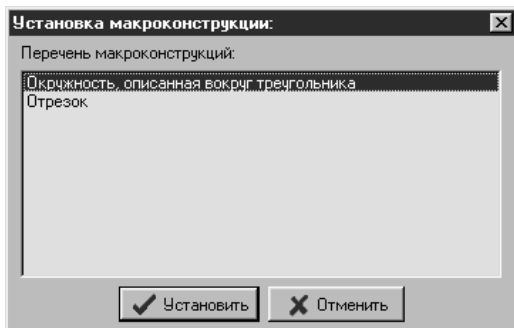 Установка макроконструкции:
Перечень макроконструкций:
Окружность, описанная вокруг треугольника
Отрезок
Установить Отменить